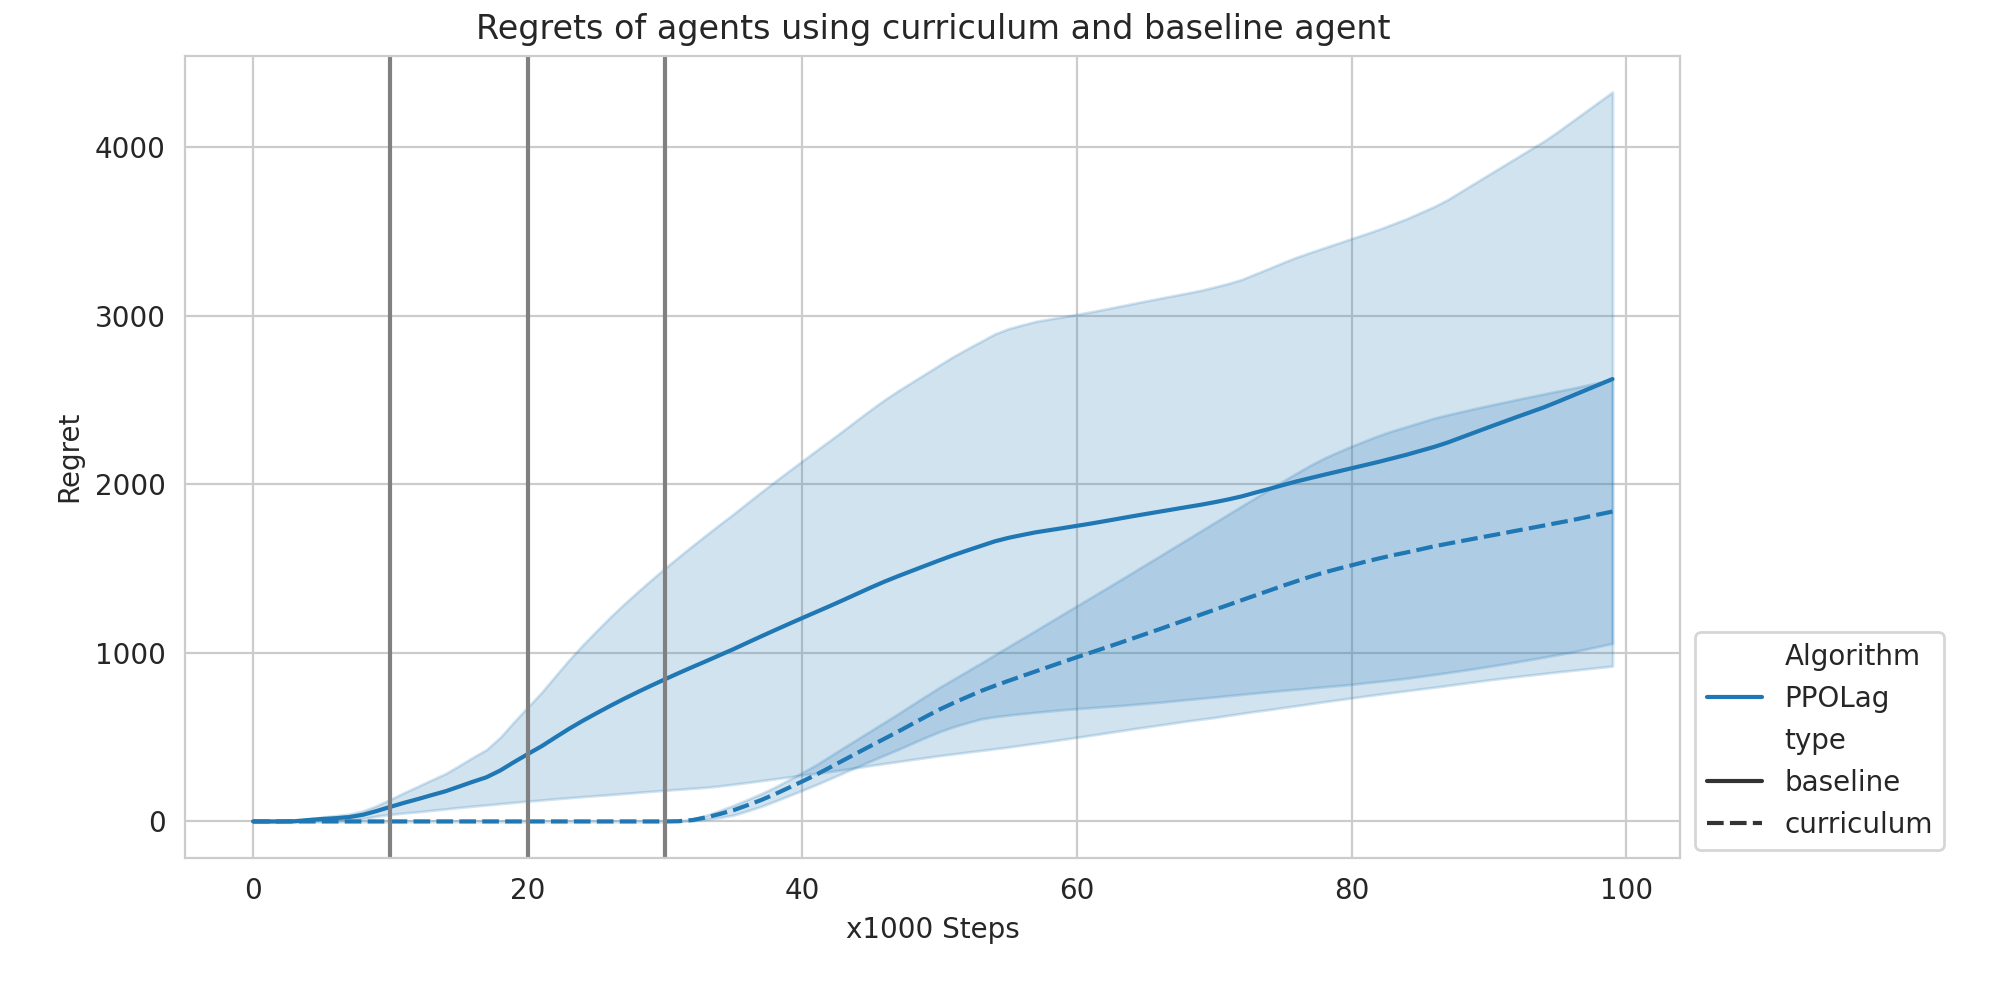 Regrets of agents using curriculum and baseline agent
4000
3000
2000
1000
0
Regret
0 20 40 60 80 100
x1000 Steps
Algorithm
PPOLag
type
baseline
curriculum